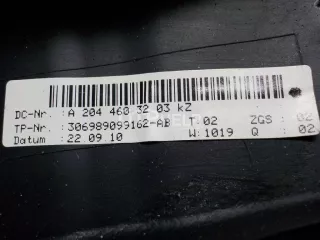 DC-Nr. : A 204 460 32 03 kZ
TP-Nr. : 306989099162-AB T:02 ZGS : 02
Datum : 22 09 10 W:1019 Q : 02